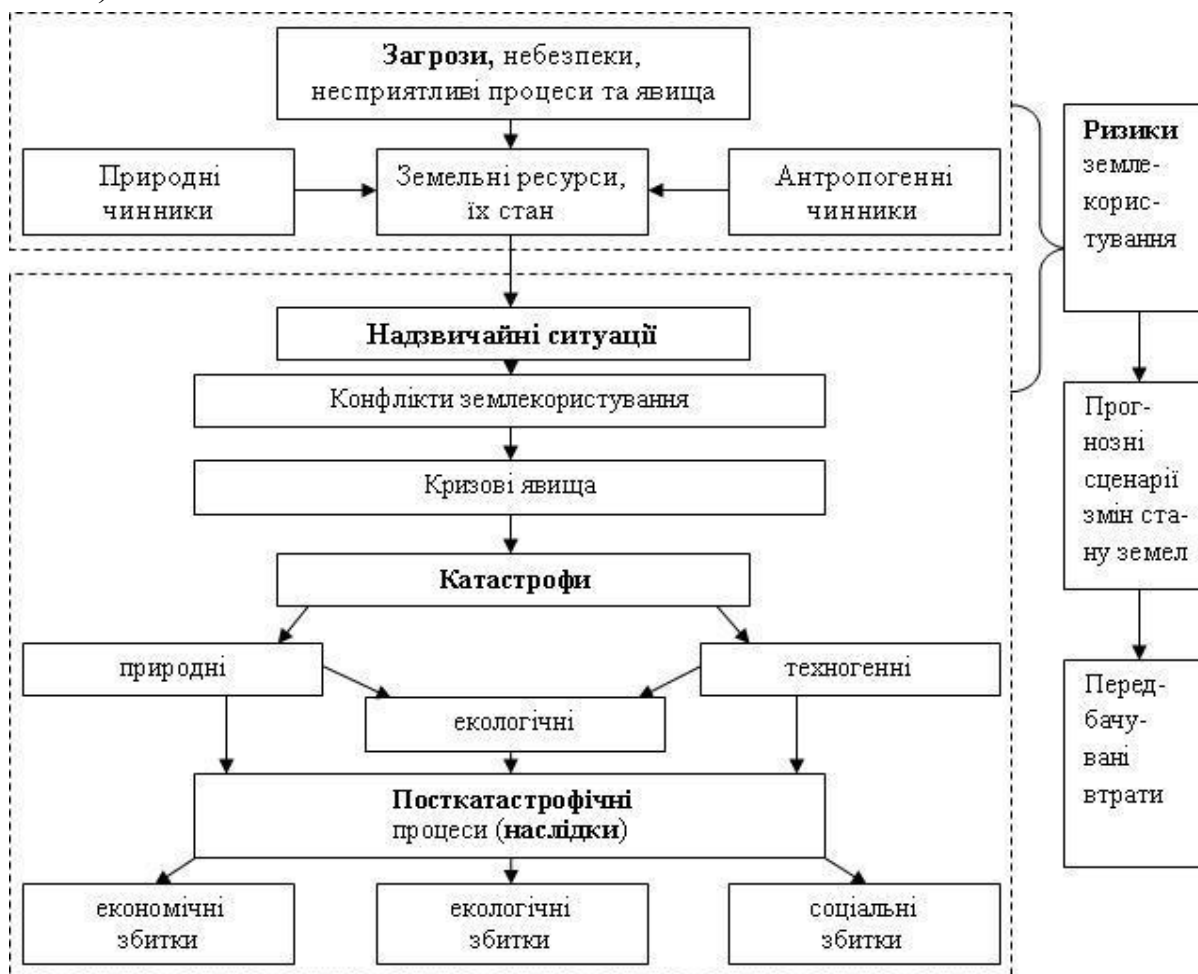 )
Загрози, небезпеки,
несприятливі процеси та явища
Природні
чинники
Земельні ресурси,
їх стан
Антропогенні
чинники
Надзвичайні ситуації
Конфлікти землекористування
Кризові явища
Катастрофи
природні
техногенні
екологічні
Посткатастрофічні
процеси (наслідки)
економічні
збитки
екологічні
збитки
соціальні
збитки
Ризики
земле-
корис-
тування
Прог-
нозні
сценарії
змін ста-
ну земел
Перед-
бачу-
вані
втрати